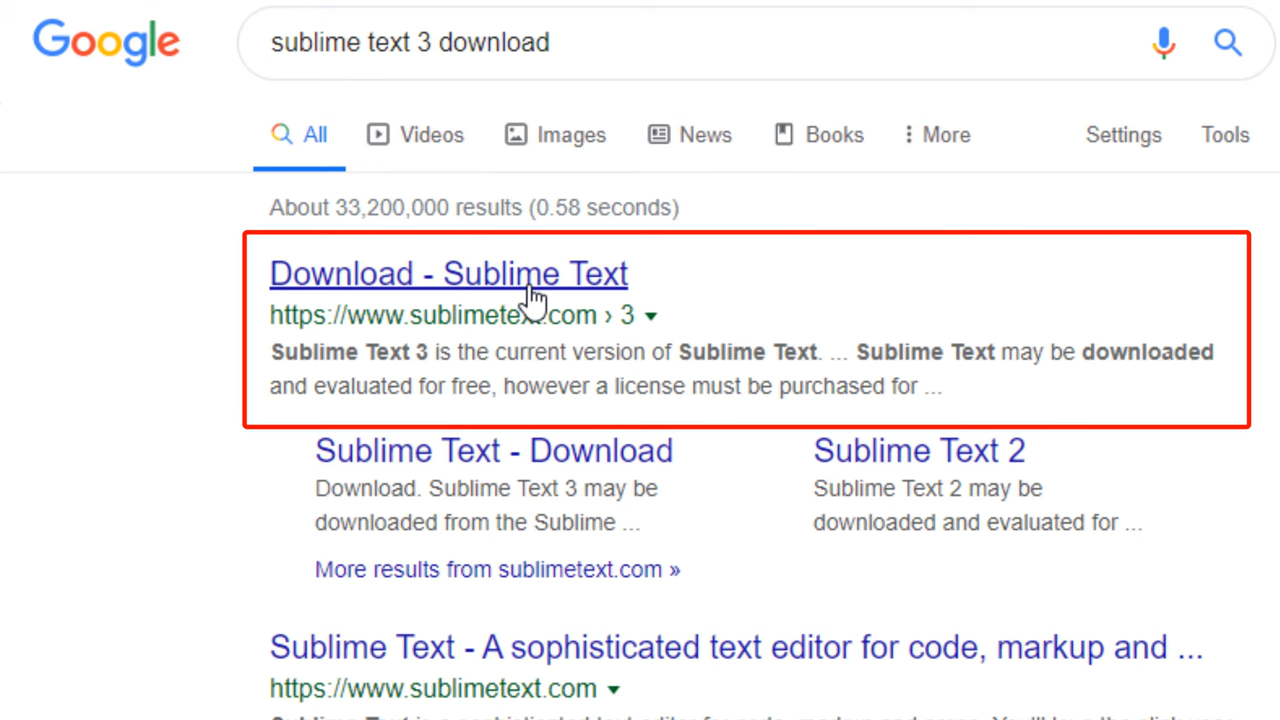 Google
sublime text 3 download
All Videos Images News Books More Settings Tools
About 33,200,000 results (0.58 seconds)
Download - Sublime Text
https://www.sublimetext.com › 3
Sublime Text 3 is the current version of Sublime Text. ... Sublime Text may be downloaded
and evaluated for free, however a license must be purchased for ...
Sublime Text - Download
Download. Sublime Text 3 may be
downloaded from the Sublime ...
More results from sublimetext.com »
Sublime Text 2
Sublime Text 2 may be
downloaded and evaluated for ...
Sublime Text - A sophisticated text editor for code, markup and ...
https://www.sublimetext.com